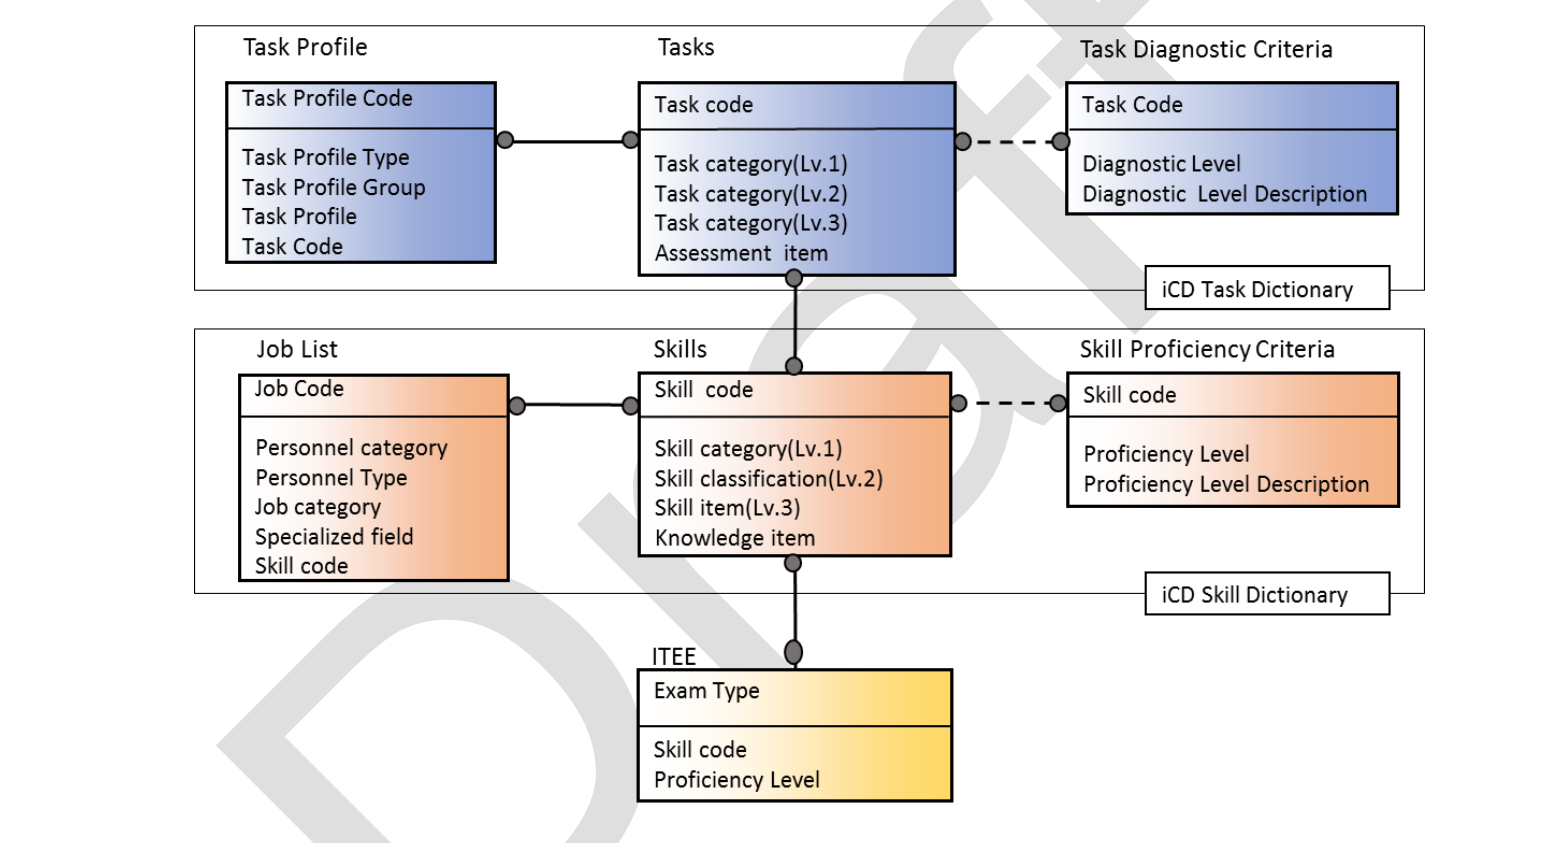 Task Profile
Task Profile Code
Task Profile Type
Task Profile Group
Task Profile
Task Code
Tasks
Task code
Task category(Lv.1)
Task category(Lv.2)
Task category(Lv.3)
Assessment item
Task Diagnostic Criteria
Task Code
Diagnostic Level
Diagnostic Level Description
iCD Task Dictionary
Job List
Job Code
Personnel category
Personnel Type
Job category
Specialized field
Skill code
Skills
Skill code
Skill category(Lv.1)
Skill classification(Lv.2)
Skill item(Lv.3)
Knowledge item
Skill Proficiency Criteria
Skill code
Proficiency Level
Proficiency Level Description
iCD Skill Dictionary
ITEE
Exam Type
Skill code
Proficiency Level
Draft